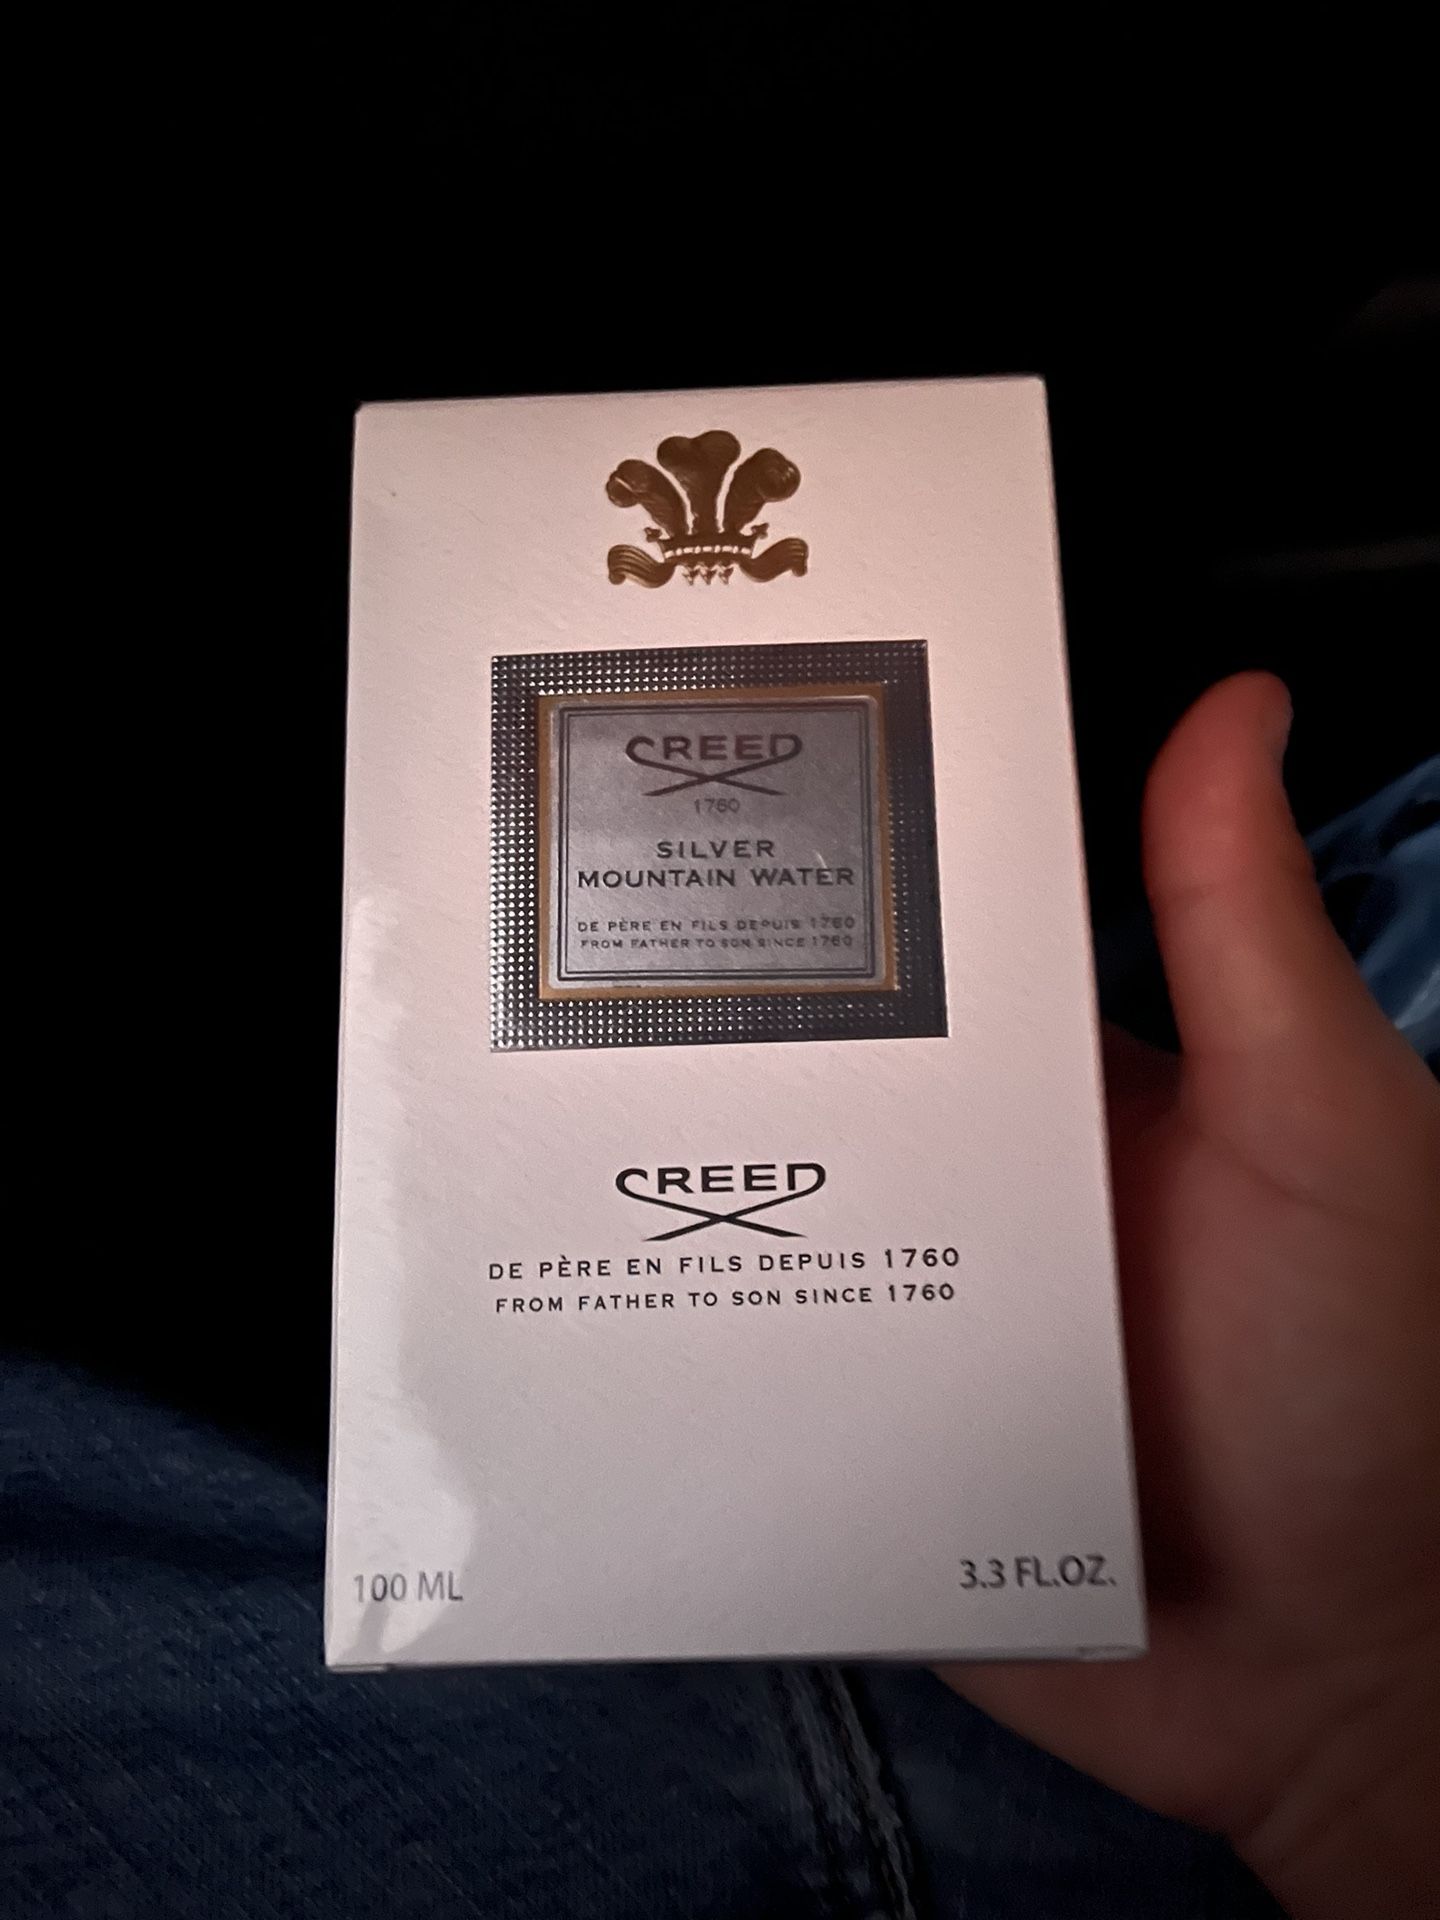 CREED
1760
SILVER
MOUNTAIN WATER
DE PÈRE EN FILS DEPUIS 1760
FROM FATHER TO SON SINCE 1760
CREED
DE PÈRE EN FILS DEPUIS 1760
FROM FATHER TO SON SINCE 1760
100 ML
3.3 FL.OZ.